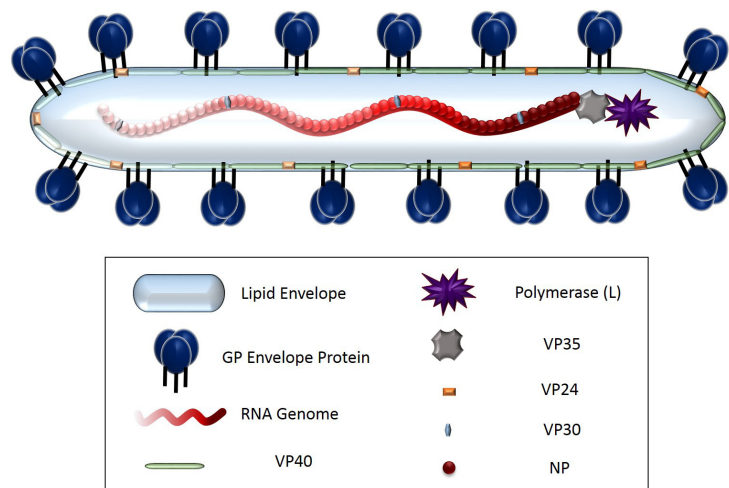 Lipid Envelope
GP Envelope Protein
RNA Genome
VP40
Polymerase (L)
VP35
VP24
VP30
NP